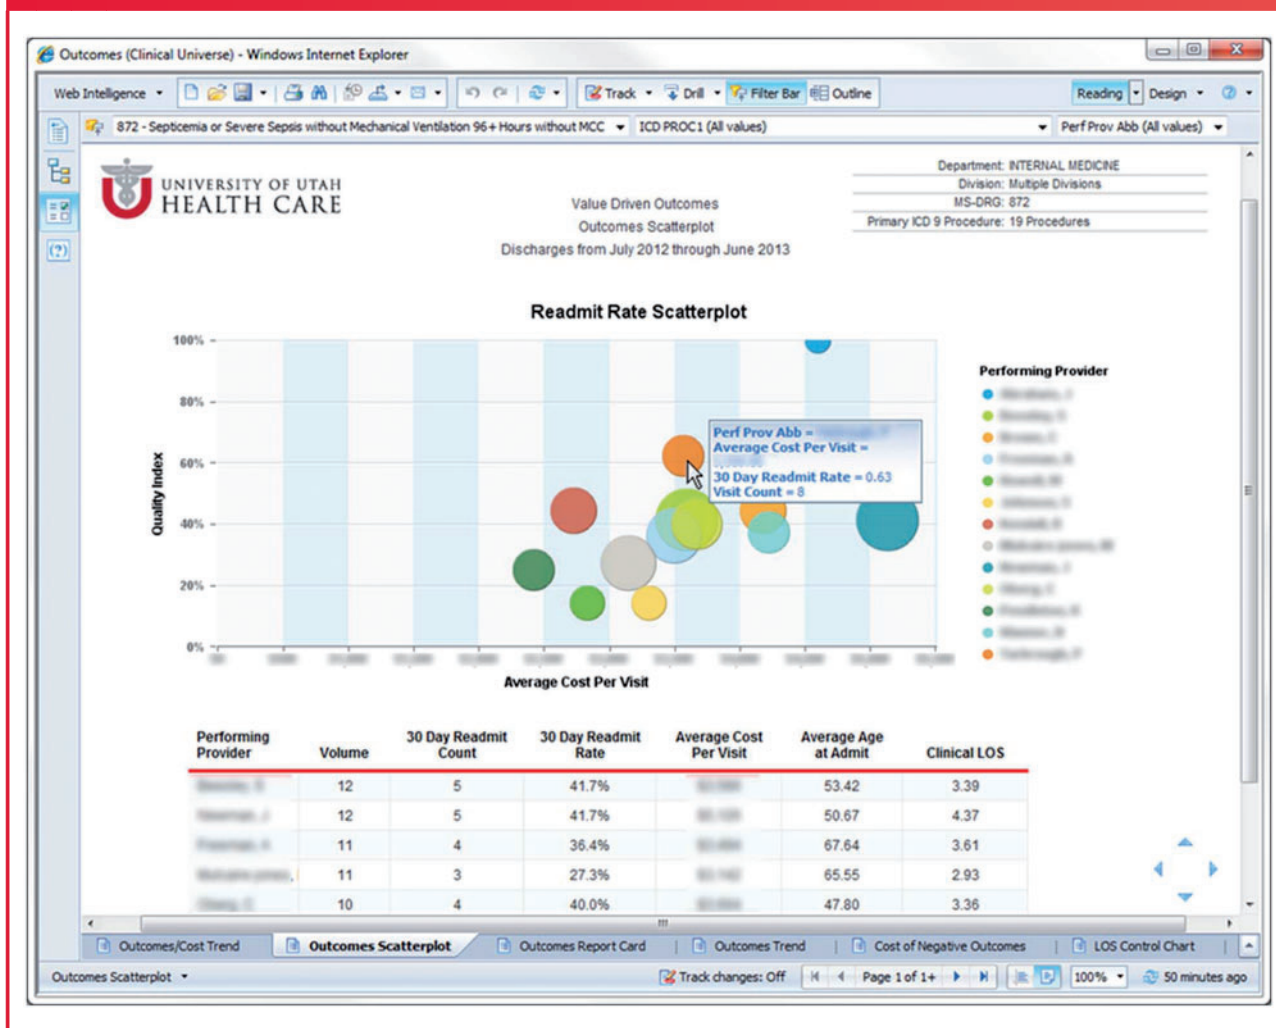 Outcomes (Clinical Universe) - Windows Internet Explorer
Web Intelligence Track Drill Filter Bar Outline Reading Design
872 - Septicemia or Severe Sepsis without Mechanical Ventilation 96+ Hours without MCC ICD PROC1 (All values) Perf Prov Abb (All values)
UNIVERSITY OF UTAH
HEALTH CARE
Department: INTERNAL MEDICINE
Division: Multiple Divisions
MS-DRG: 872
Primary ICD 9 Procedure: 19 Procedures
Value Driven Outcomes
Outcomes Scatterplot
Discharges from July 2012 through June 2013
Readmit Rate Scatterplot
100%
80%
60%
40%
20%
0%
Quality Index
Average Cost Per Visit
Perf Prov Abb =
Average Cost Per Visit =
30 Day Readmit Rate = 0.63
Visit Count = 8
Performing Provider
Performing Provider Volume 30 Day Readmit Count 30 Day Readmit Rate Average Cost Per Visit Average Age at Admit Clinical LOS
12 5 41.7% 53.42 3.39
12 5 41.7% 50.67 4.37
11 4 36.4% 67.64 3.61
11 3 27.3% 65.55 2.93
10 4 40.0% 47.80 3.36
Outcomes/Cost Trend Outcomes Scatterplot Outcomes Report Card Outcomes Trend Cost of Negative Outcomes LOS Control Chart
Outcomes Scatterplot Track changes: Off Page 1 of 1+ 100% 50 minutes ago